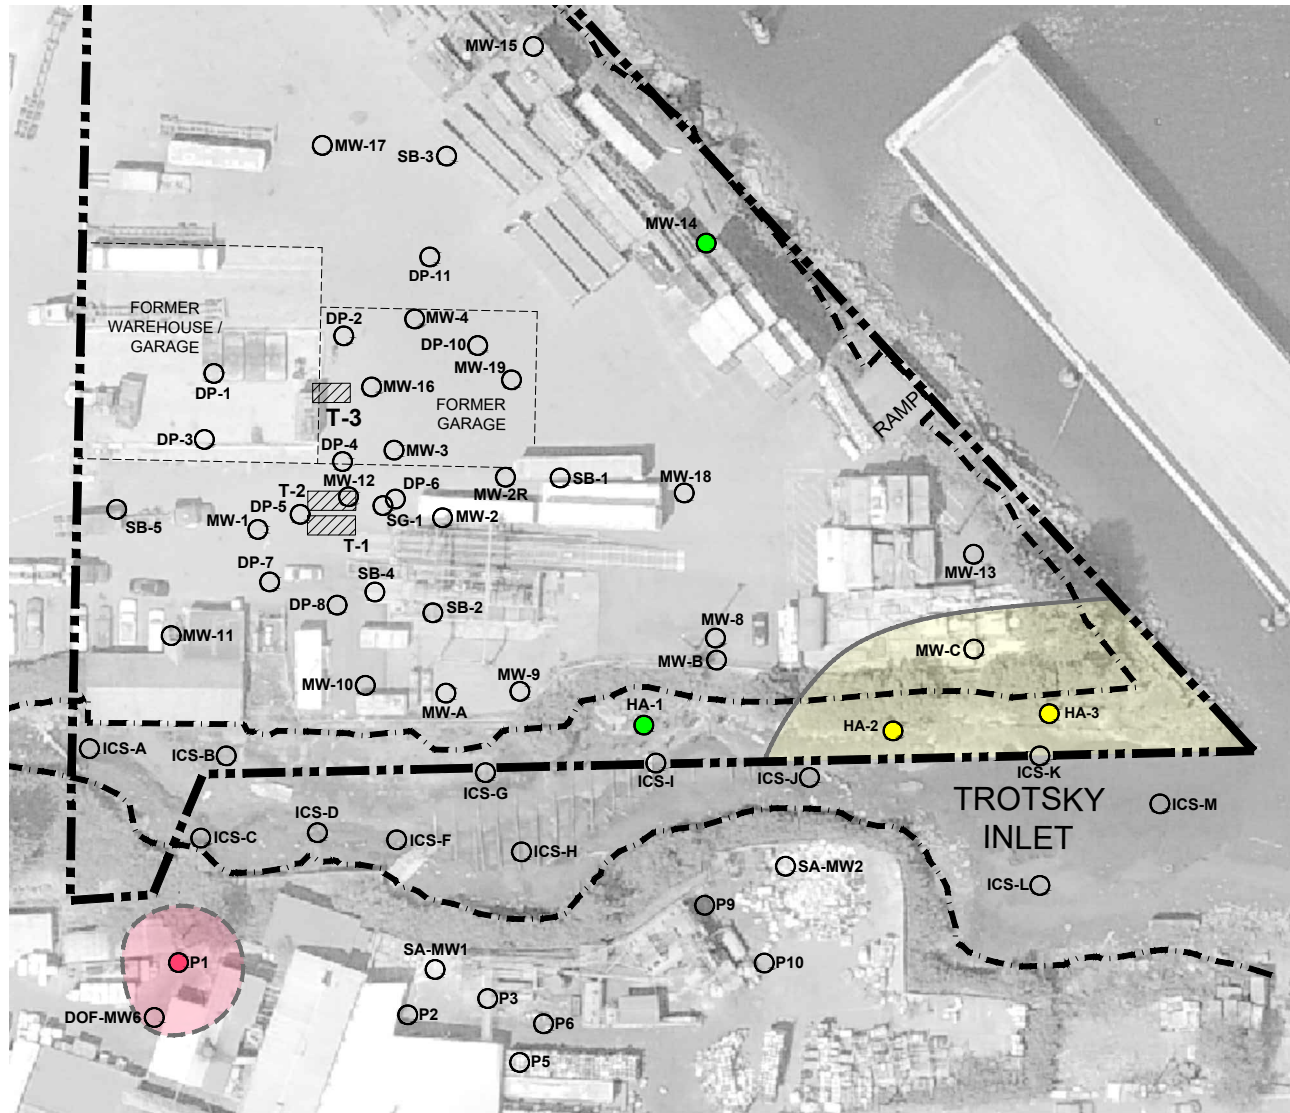 MW-15
MW-17
SB-3
MW-14
DP-11
FORMER
WAREHOUSE /
GARAGE
DP-2
MW-4
DP-10
MW-19
DP-1
MW-16
T-3
FORMER
GARAGE
RAMP
DP-3
DP-4
MW-3
MW-12
DP-6
MW-2R
SB-1
MW-18
T-2
DP-5
SB-5
MW-1
SG-1
MW-2
T-1
MW-13
DP-7
SB-4
DP-8
SB-2
MW-11
MW-8
MW-B
MW-C
MW-10
MW-9
MW-A
HA-1
HA-2
HA-3
ICS-A
ICS-B
ICS-G
ICS-I
ICS-J
ICS-K
TROTSKY
INLET
ICS-M
ICS-C
ICS-D
ICS-F
ICS-H
SA-MW2
ICS-L
P9
P1
SA-MW1
P10
DOF-MW6
P2
P3
P6
P5